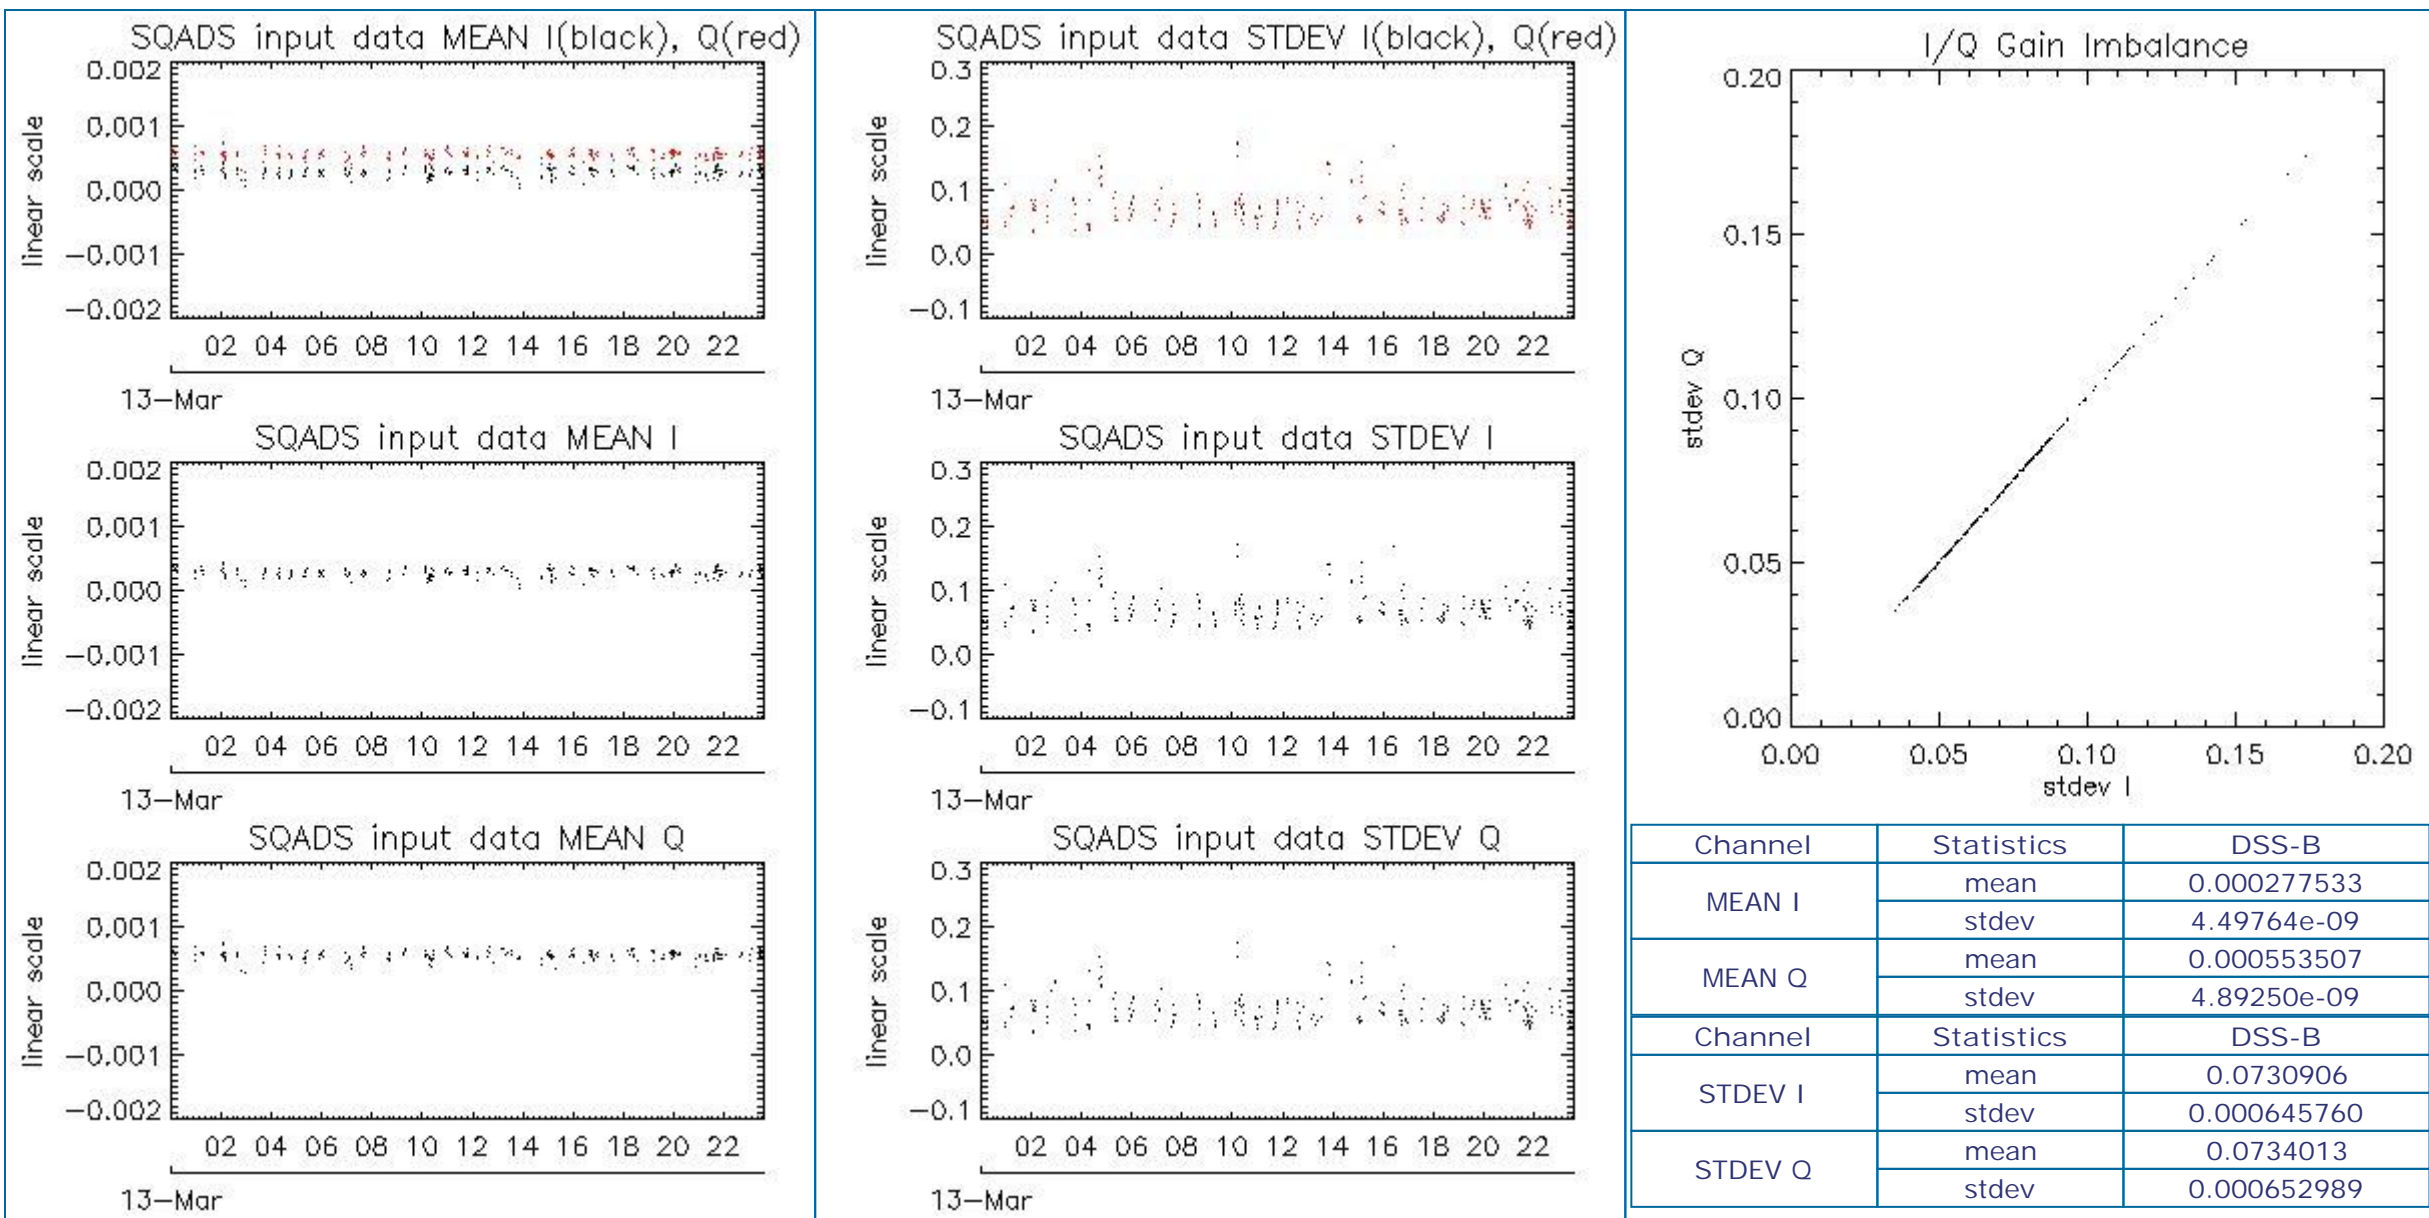 SQADS input data MEAN I(black), Q(red)
0.002
0.001
0.000
−0.001
−0.002
linear scale
02 04 06 08 10 12 14 16 18 20 22
13−Mar
SQADS input data MEAN I
0.002
0.001
0.000
−0.001
−0.002
linear scale
02 04 06 08 10 12 14 16 18 20 22
13−Mar
SQADS input data MEAN Q
0.002
0.001
0.000
−0.001
−0.002
linear scale
02 04 06 08 10 12 14 16 18 20 22
13−Mar
SQADS input data STDEV I(black), Q(red)
0.3
0.2
0.1
0.0
−0.1
linear scale
02 04 06 08 10 12 14 16 18 20 22
13−Mar
SQADS input data STDEV I
0.3
0.2
0.1
0.0
−0.1
linear scale
02 04 06 08 10 12 14 16 18 20 22
13−Mar
SQADS input data STDEV Q
0.3
0.2
0.1
0.0
−0.1
linear scale
02 04 06 08 10 12 14 16 18 20 22
13−Mar
I/Q Gain Imbalance
0.20
0.15
0.10
0.05
0.00
stdev Q
0.00 0.05 0.10 0.15 0.20
stdev I
Channel Statistics DSS-B
MEAN I mean 0.000277533
stdev 4.49764e-09
MEAN Q mean 0.000553507
stdev 4.89250e-09
Channel Statistics DSS-B
STDEV I mean 0.0730906
stdev 0.000645760
STDEV Q mean 0.0734013
stdev 0.000652989